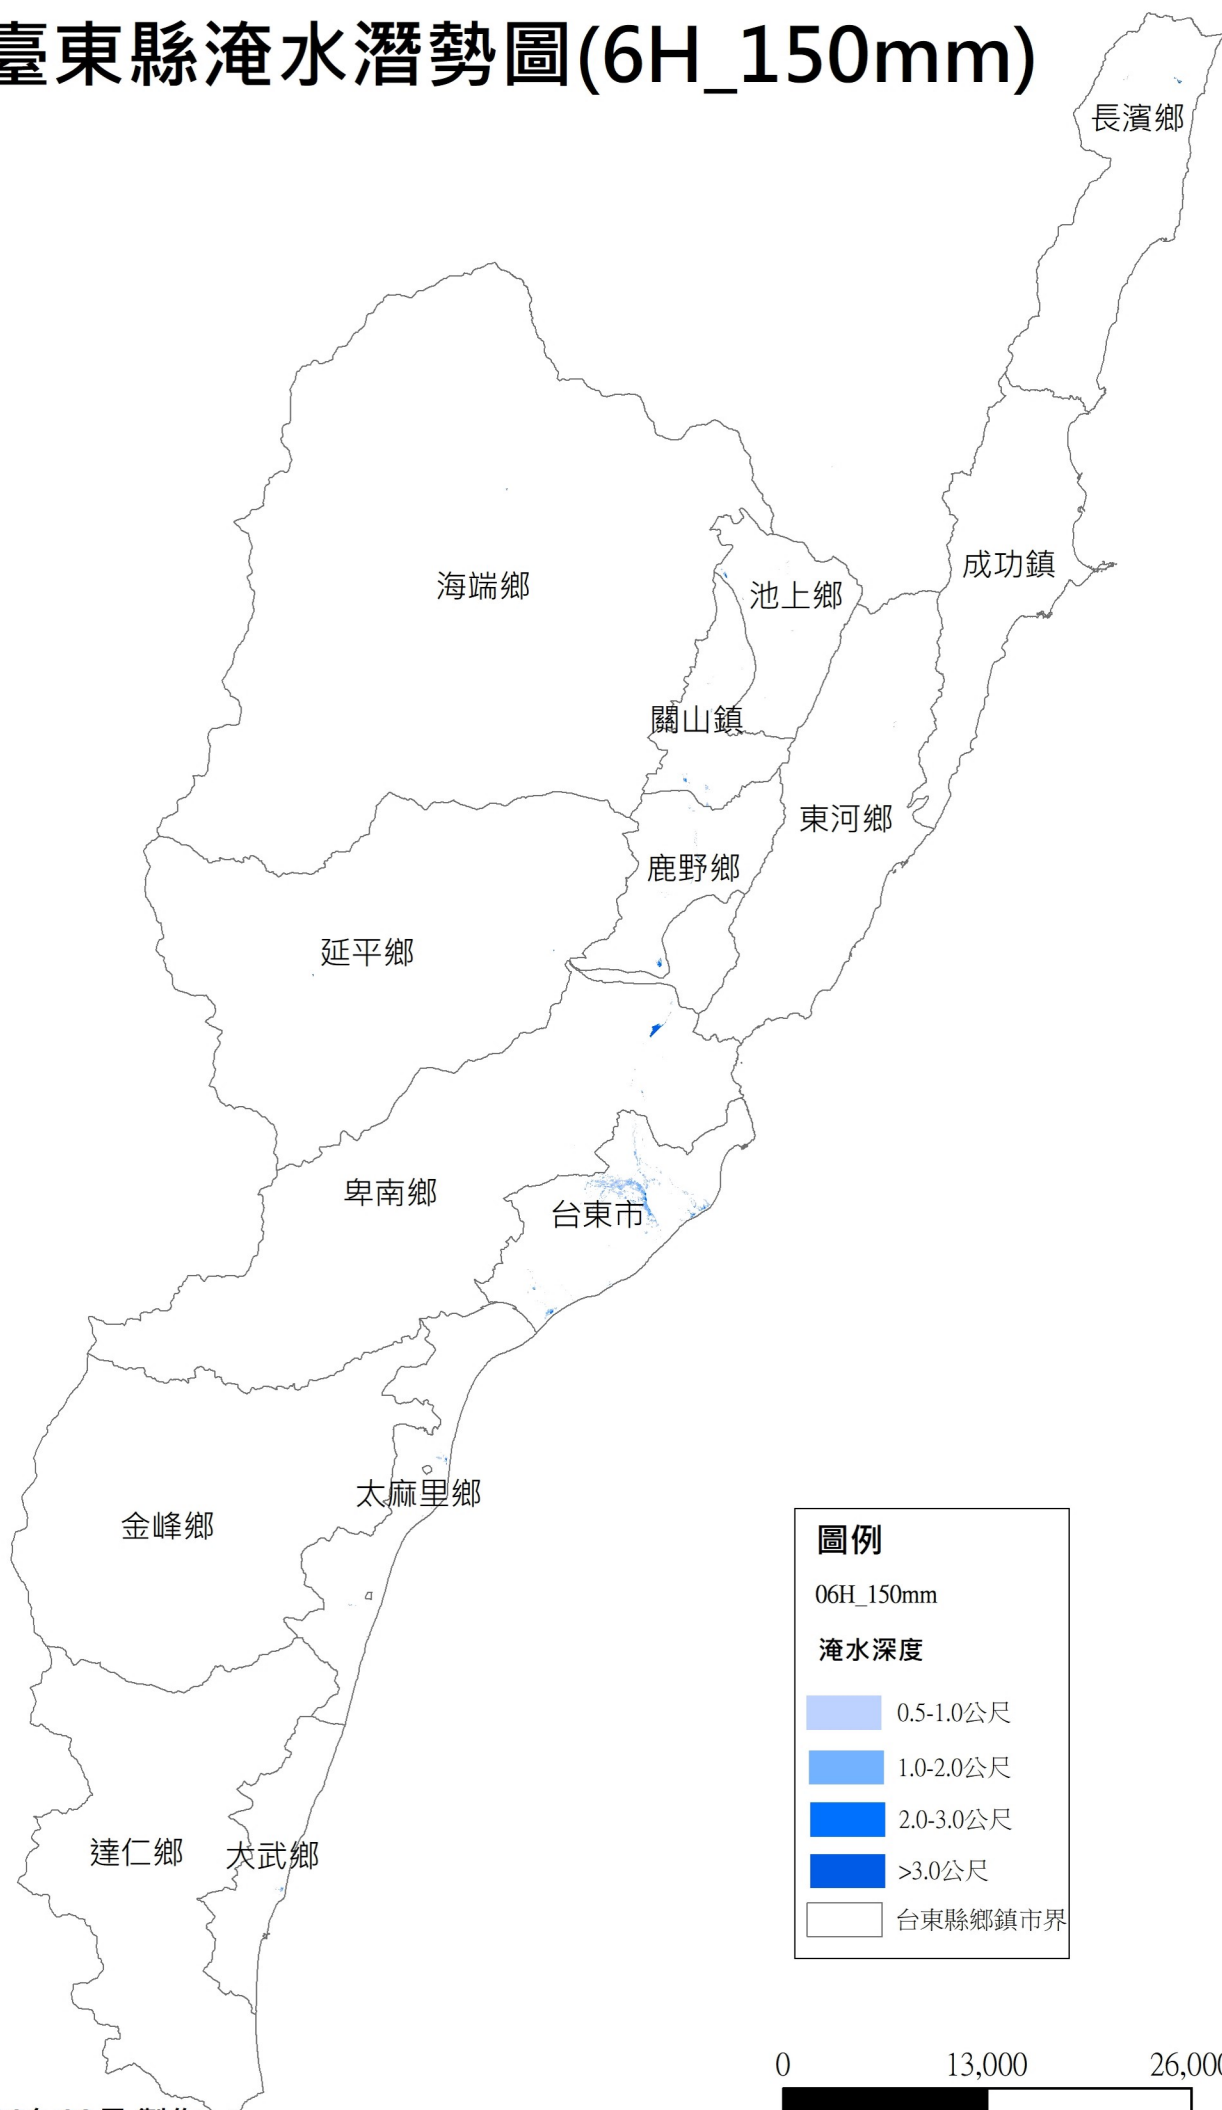 臺東縣淹水潛勢圖(6H_150mm)
長濱鄉
成功鎮
海端鄉
池上鄉
關山鎮
東河鄉
鹿野鄉
延平鄉
卑南鄉
台東市
太麻里鄉
金峰鄉
達仁鄉
大武鄉
圖例
06H_150mm
淹水深度
0.5-1.0公尺
1.0-2.0公尺
2.0-3.0公尺
>3.0公尺
台東縣鄉鎮市界
0 13,000 26,000